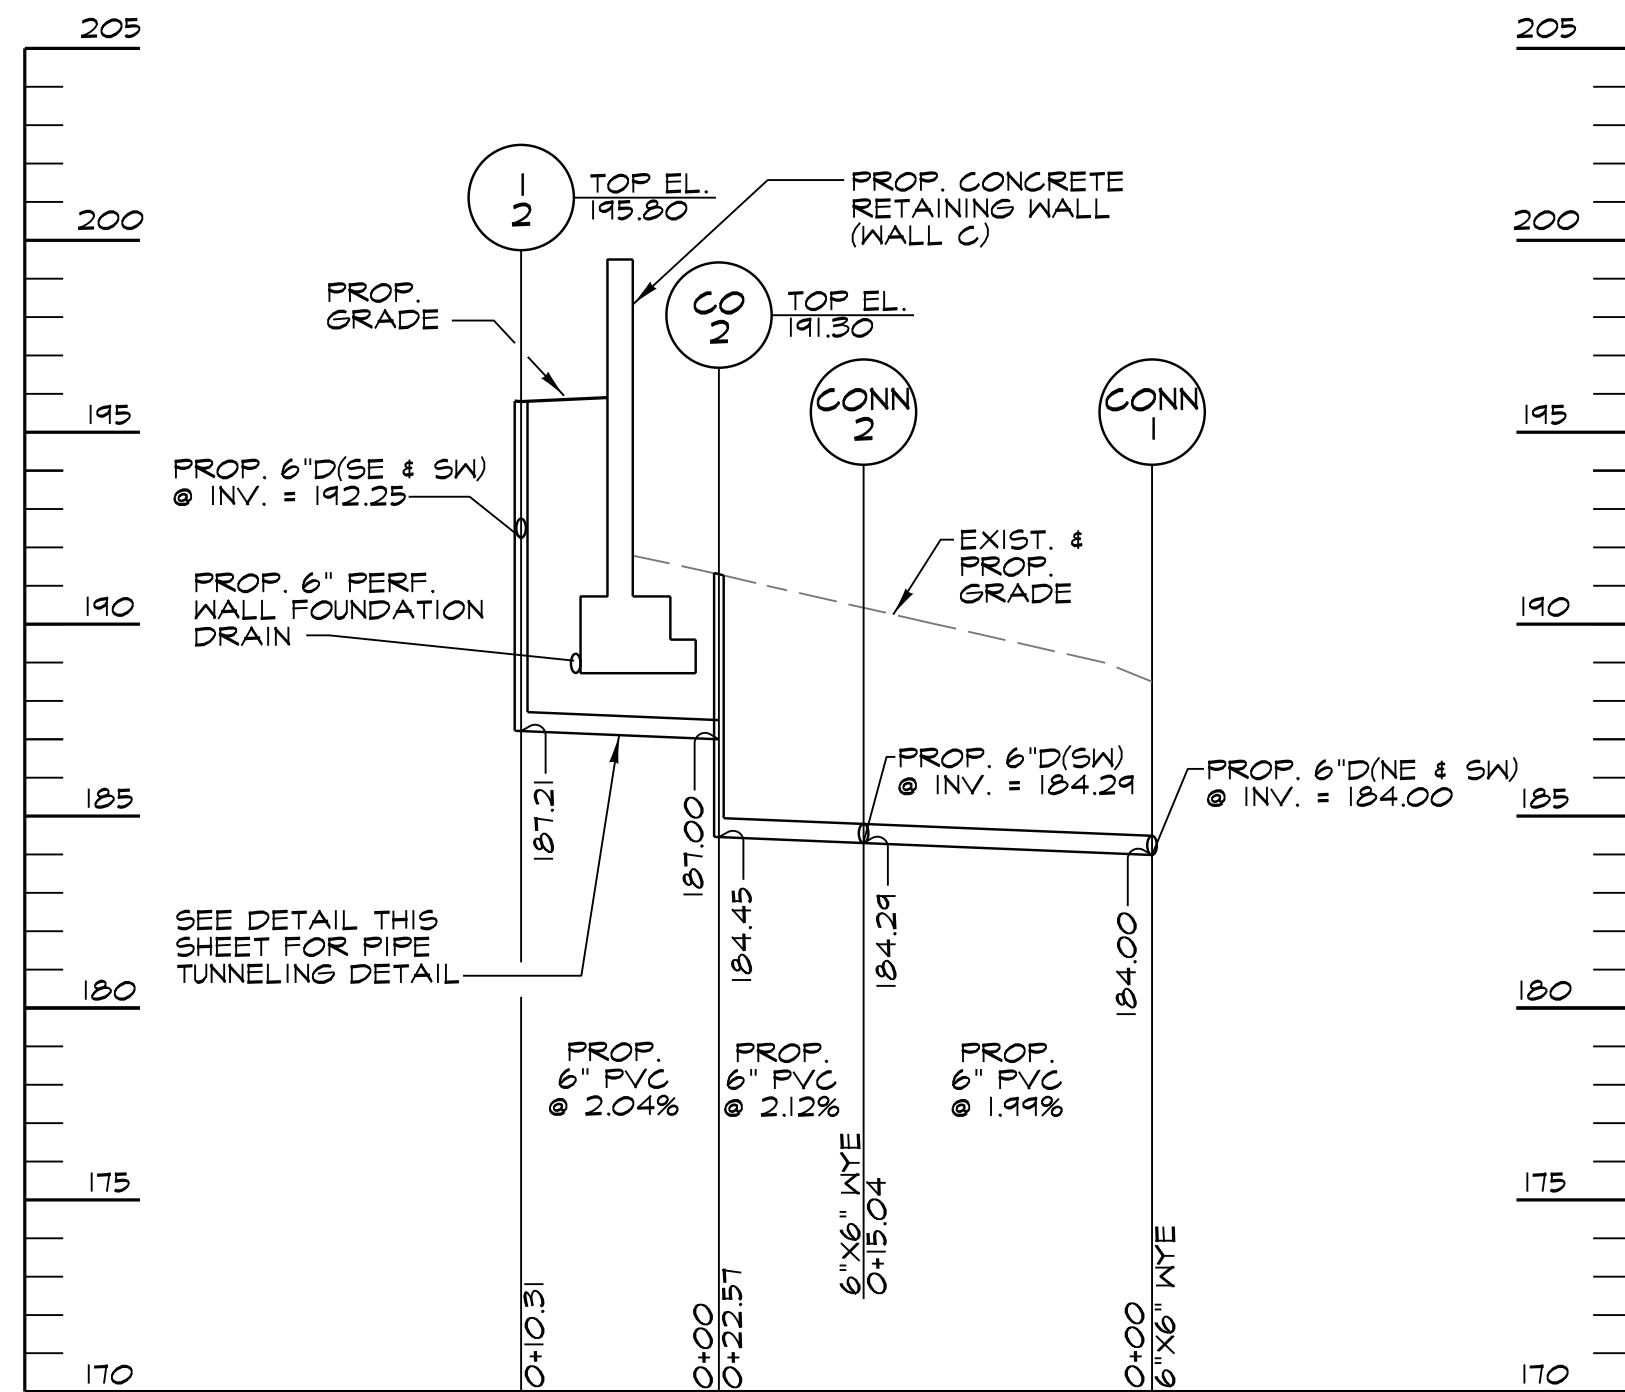 205
205
1
2
TOP EL.
195.80
PROP. CONCRETE
RETAINING WALL
(WALL C)
200
200
PROP.
GRADE
CO
2
TOP EL.
191.30
CONN
2
CONN
1
195
195
PROP. 6"D(SE & SW)
@ INV. = 192.25
EXIST. &
PROP.
GRADE
PROP. 6" PERF.
WALL FOUNDATION
DRAIN
190
190
PROP. 6"D(SW)
@ INV. = 184.29
PROP. 6"D(NE & SW)
@ INV. = 184.00
185
185
187.21
187.00
184.45
184.29
184.00
SEE DETAIL THIS
SHEET FOR PIPE
TUNNELING DETAIL
180
180
PROP.
6" PVC
@ 2.04%
PROP.
6" PVC
@ 2.12%
PROP.
6" PVC
@ 1.99%
175
175
6"X6" WYE
0+15.04
0+10.31
0+00
0+22.57
0+00
6"X6" WYE
170
170